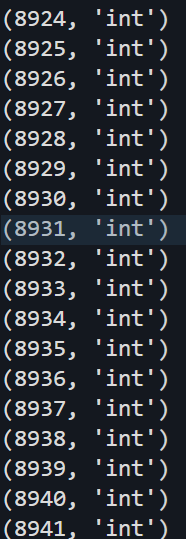 (8924, 'int')
(8925, 'int')
(8926, 'int')
(8927, 'int')
(8928, 'int')
(8929, 'int')
(8930, 'int')
(8931, 'int')
(8932, 'int')
(8933, 'int')
(8934, 'int')
(8935, 'int')
(8936, 'int')
(8937, 'int')
(8938, 'int')
(8939, 'int')
(8940, 'int')
(8941, 'int')